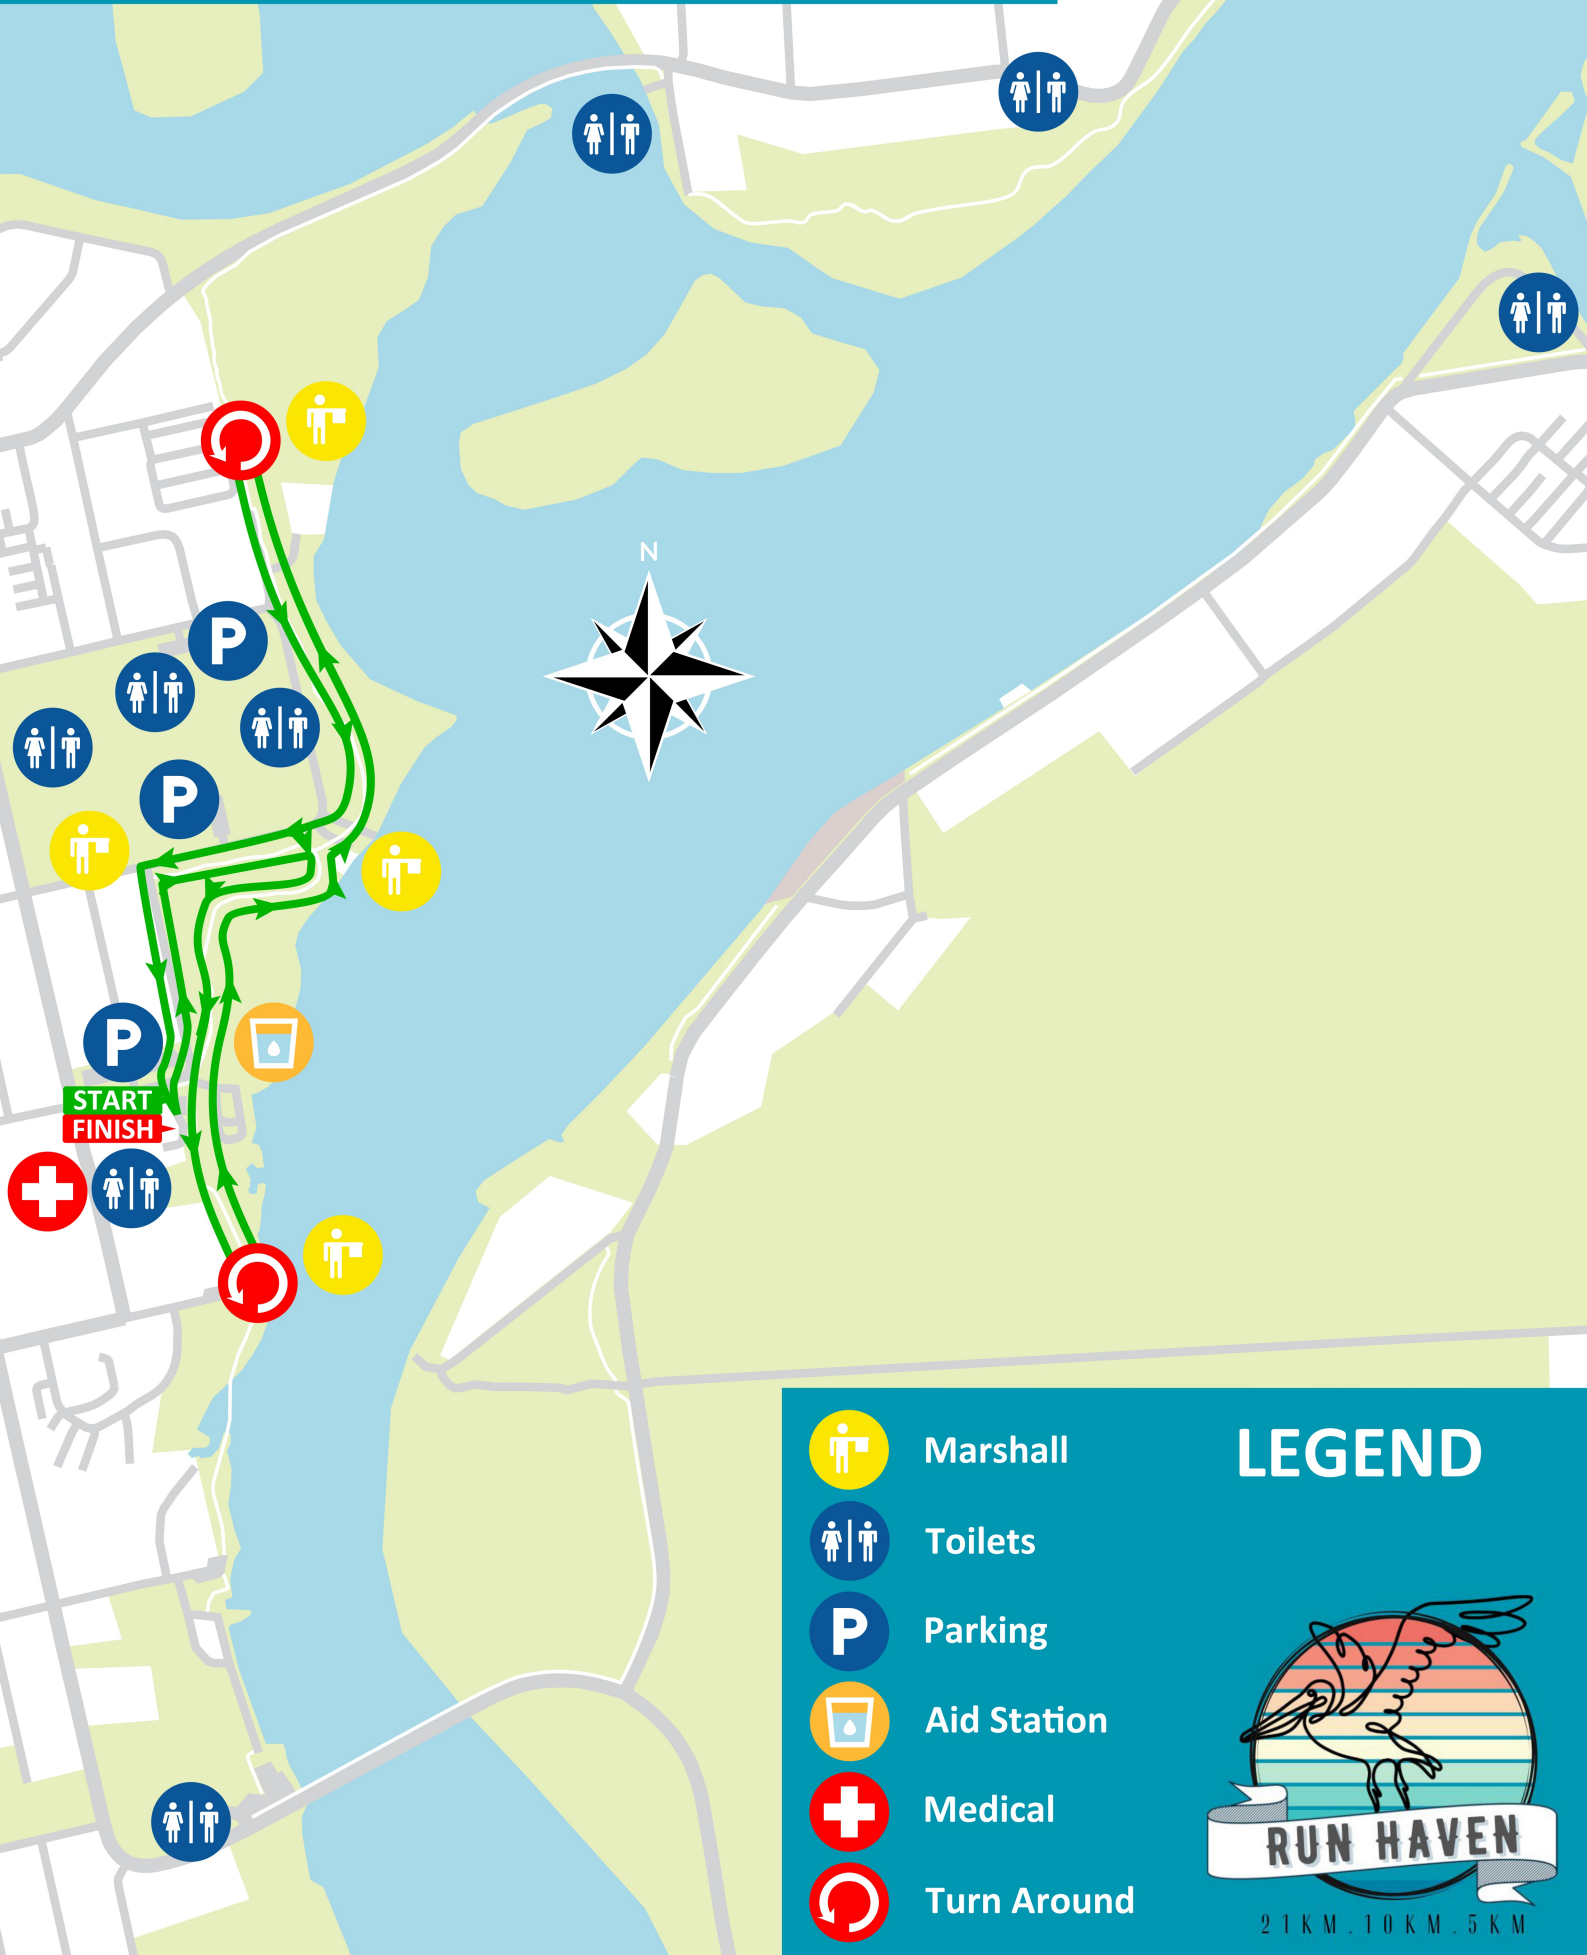 N
P
P
P
START
FINISH
LEGEND
Marshall
Toilets
P
Parking
Aid Station
Medical
Turn Around
RUN HAVEN
21KM.10KM.5KM